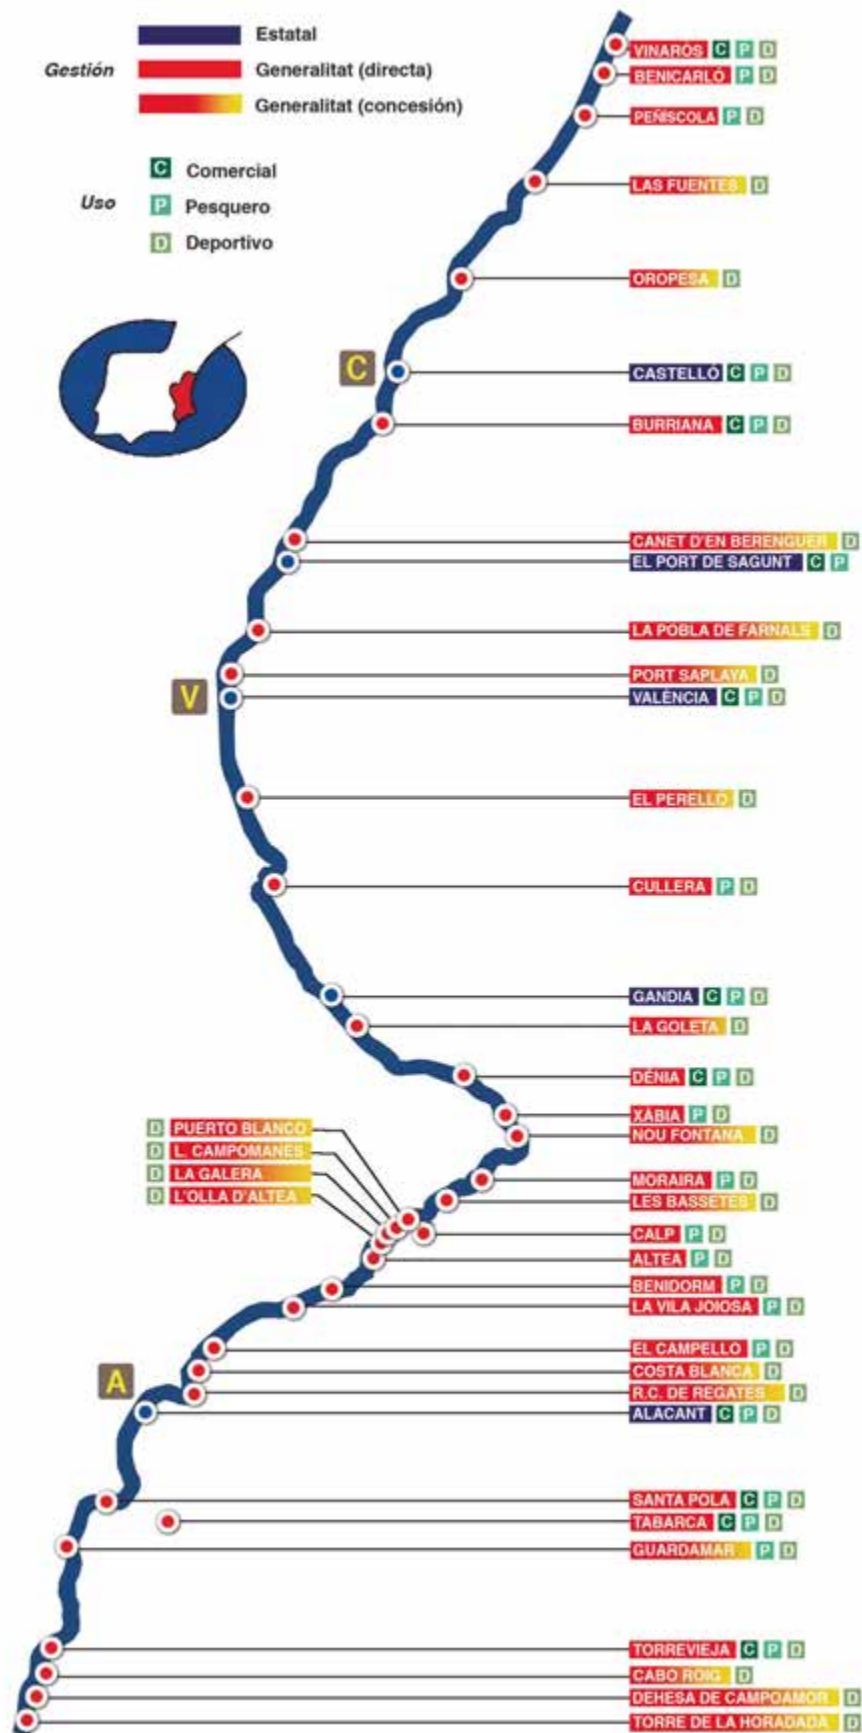 Gestión
Estatal
Generalitat (directa)
Generalitat (concesión)
Uso
C Comercial
P Pesquero
D Deportivo
VINARÒS C P D
BENICARLÓ P D
PEÑÍSCOLA P D
LAS FUENTES D
OROPESA D
C
CASTELLÓ C P D
BURRIANA C P D
CANET D'EN BERENGUER D
EL PORT DE SAGUNT C P
LA POBLA DE FARNALS D
PORT SAPLAYA D
V
VALÈNCIA C P D
EL PERELLÓ D
CULLERA P D
GANDIA C P D
LA GOLETA D
DÉNIA C P D
XÀBIA P D
NOU FONTANA D
D PUERTO BLANCO
D L. CAMPOMANES
D LA GALERA
D L'OLLA D'ALTEA
MORAIRA P D
LES BASSETES D
CALP P D
ALTEA P D
BENIDORM P D
LA VILA JOIOSA P D
EL CAMPELLO P D
COSTA BLANCA D
R.C. DE REGATES D
A
ALACANT C P D
SANTA POLA C P D
TABARCA C P D
GUARDAMAR P D
TORREVIEJA C P D
CABO ROIG D
DEHESA DE CAMPOAMOR D
TORRE DE LA HORADADA D